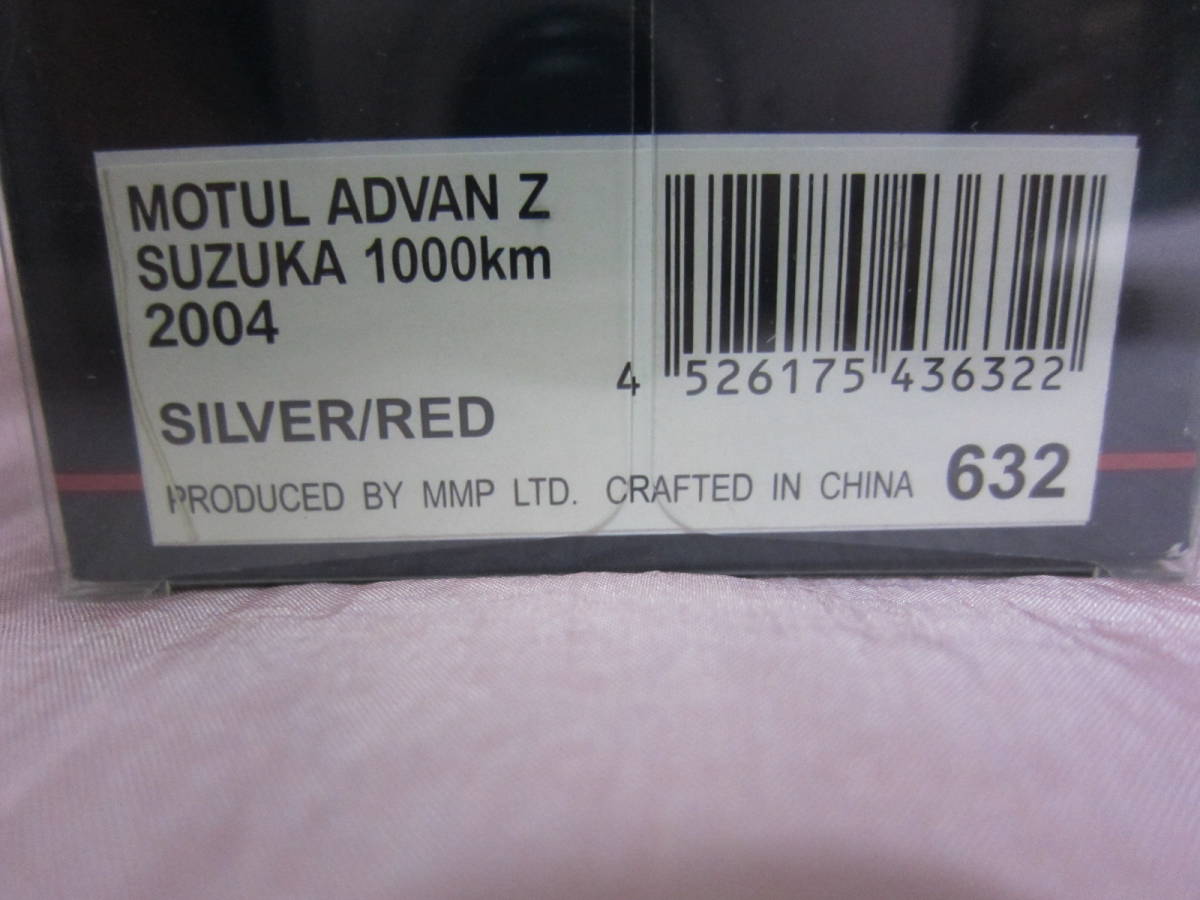 MOTUL ADVAN Z
SUZUKA 1000km
2004
SILVER/RED
4 526175 436322
PRODUCED BY MMP LTD. CRAFTED IN CHINA 632